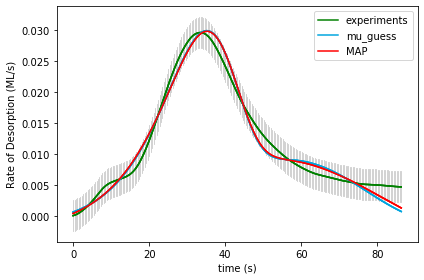 experiments
mu_guess
MAP
Rate of Desorption (ML/s)
0.030
0.025
0.020
0.015
0.010
0.005
0.000
0 20 40 60 80
time (s)